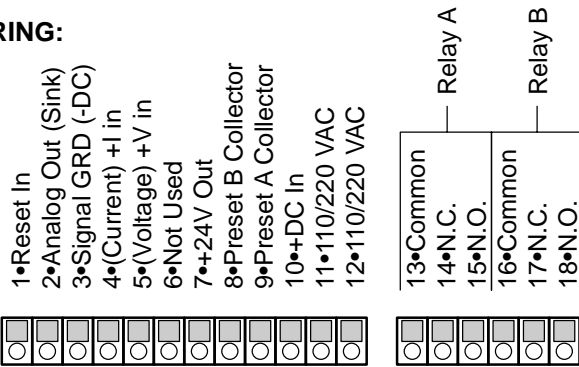 RING:
1•Reset In
2•Analog Out (Sink)
3•Signal GRD (-DC)
4•(Current) +I in
5•(Voltage) +V in
6•Not Used
7•+24V Out
8•Preset B Collector
9•Preset A Collector
10•+DC In
11•110/220 VAC
12•110/220 VAC
Relay A
13•Common
14•N.C.
15•N.O.
Relay B
16•Common
17•N.C.
18•N.O.